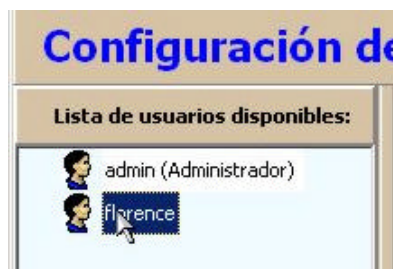 Configuración de
Lista de usuarios disponibles:
admin (Administrador)
florence